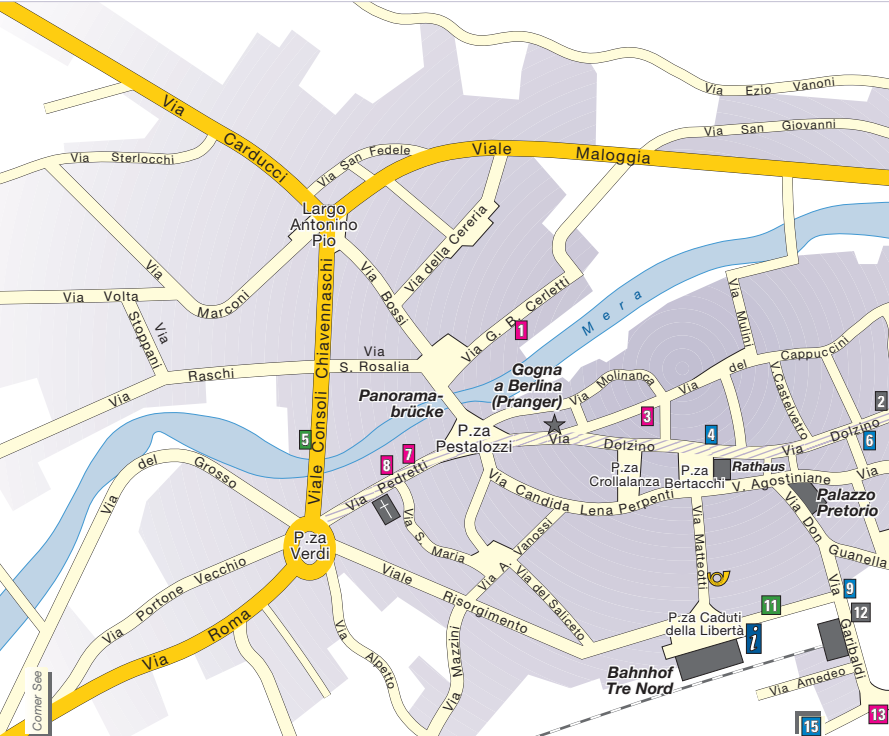 Via Ezio Vanoni
Via San Giovanni
Via Carducci
Viale Maloggia
Via San Fedele
Via Sterlocchi
Largo
Antonino
Pio
Via della Cereria
Via Marconi
Via Volta
Via Bossi
Via
Stoppani
Via G. B. Cerletti
Mera
1
Via Mulini
Viale Consoli Chiavennaschi
Via
S. Rosalia
Via Raschi
Gogna
a Berlina
(Pranger)
Panorama-
brücke
Via Molinanca
Via del Cappuccini
V.Castelvetro
2
3
4
5
6
Via Dolzino
Via Dolzino
P.za
Pestalozzi
7
8
Via Pedretti
P.za
Crollalanza
P.za
Bertacchi
Rathaus
V. Agostiniane
Palazzo
Pretorio
Via del Grosso
Via Candida Lena Perpenti
Via Don Guanella
Via S. Maria
Via A. Vanossi
Via Matteotti
P.za
Verdi
Viale Risorgimento
Via del Saliceto
Via Portone Vecchio
Via Roma
Via Alpetto
Via Mazzini
9
11
12
P.za Caduti
della Libertà
i
Via Garibaldi
Bahnhof
Tre Nord
Via Amedeo
13
15
Comer See